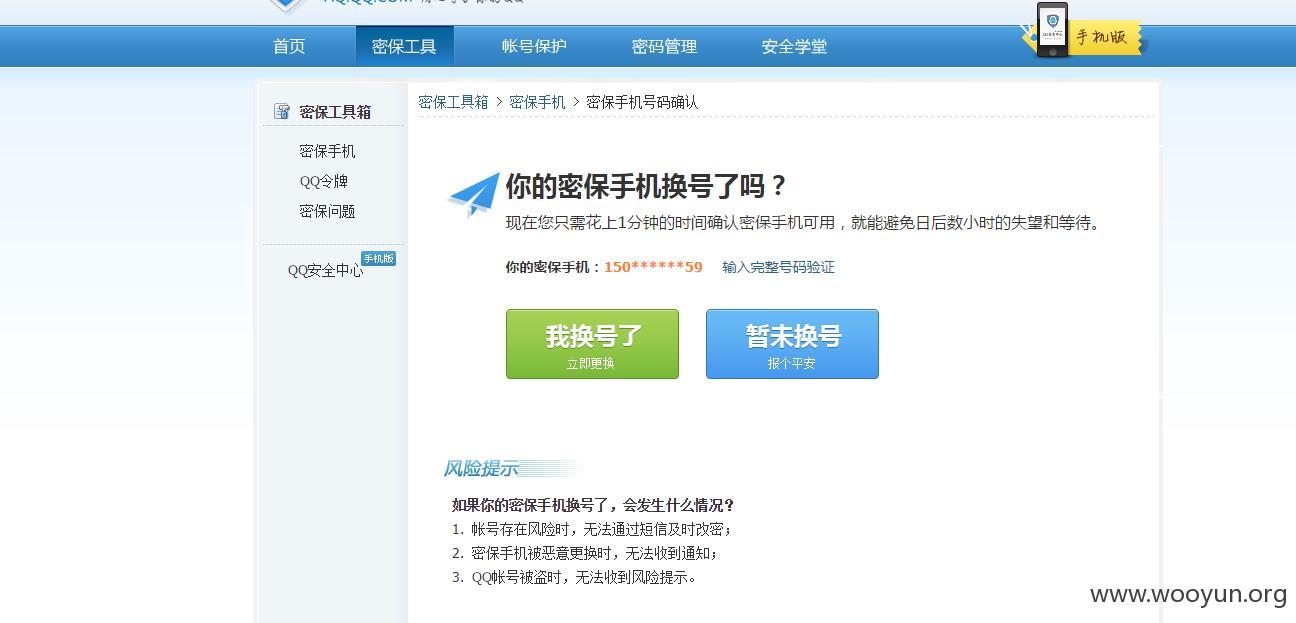 首页 密保工具 帐号保护 密码管理 安全学堂 手机版
密保工具箱
密保手机
QQ令牌
密保问题
QQ安全中心 手机版
密保工具箱 > 密保手机 > 密保手机号码确认
你的密保手机换号了吗？
现在您只需花上1分钟的时间确认密保手机可用，就能避免日后数小时的失望和等待。
你的密保手机：150******59 输入完整号码验证
我换号了
立即更换
暂未换号
报个平安
风险提示
如果你的密保手机换号了，会发生什么情况？
1. 帐号存在风险时，无法通过短信及时改密；
2. 密保手机被恶意更换时，无法收到通知；
3. QQ帐号被盗时，无法收到风险提示。
www.wooyun.org